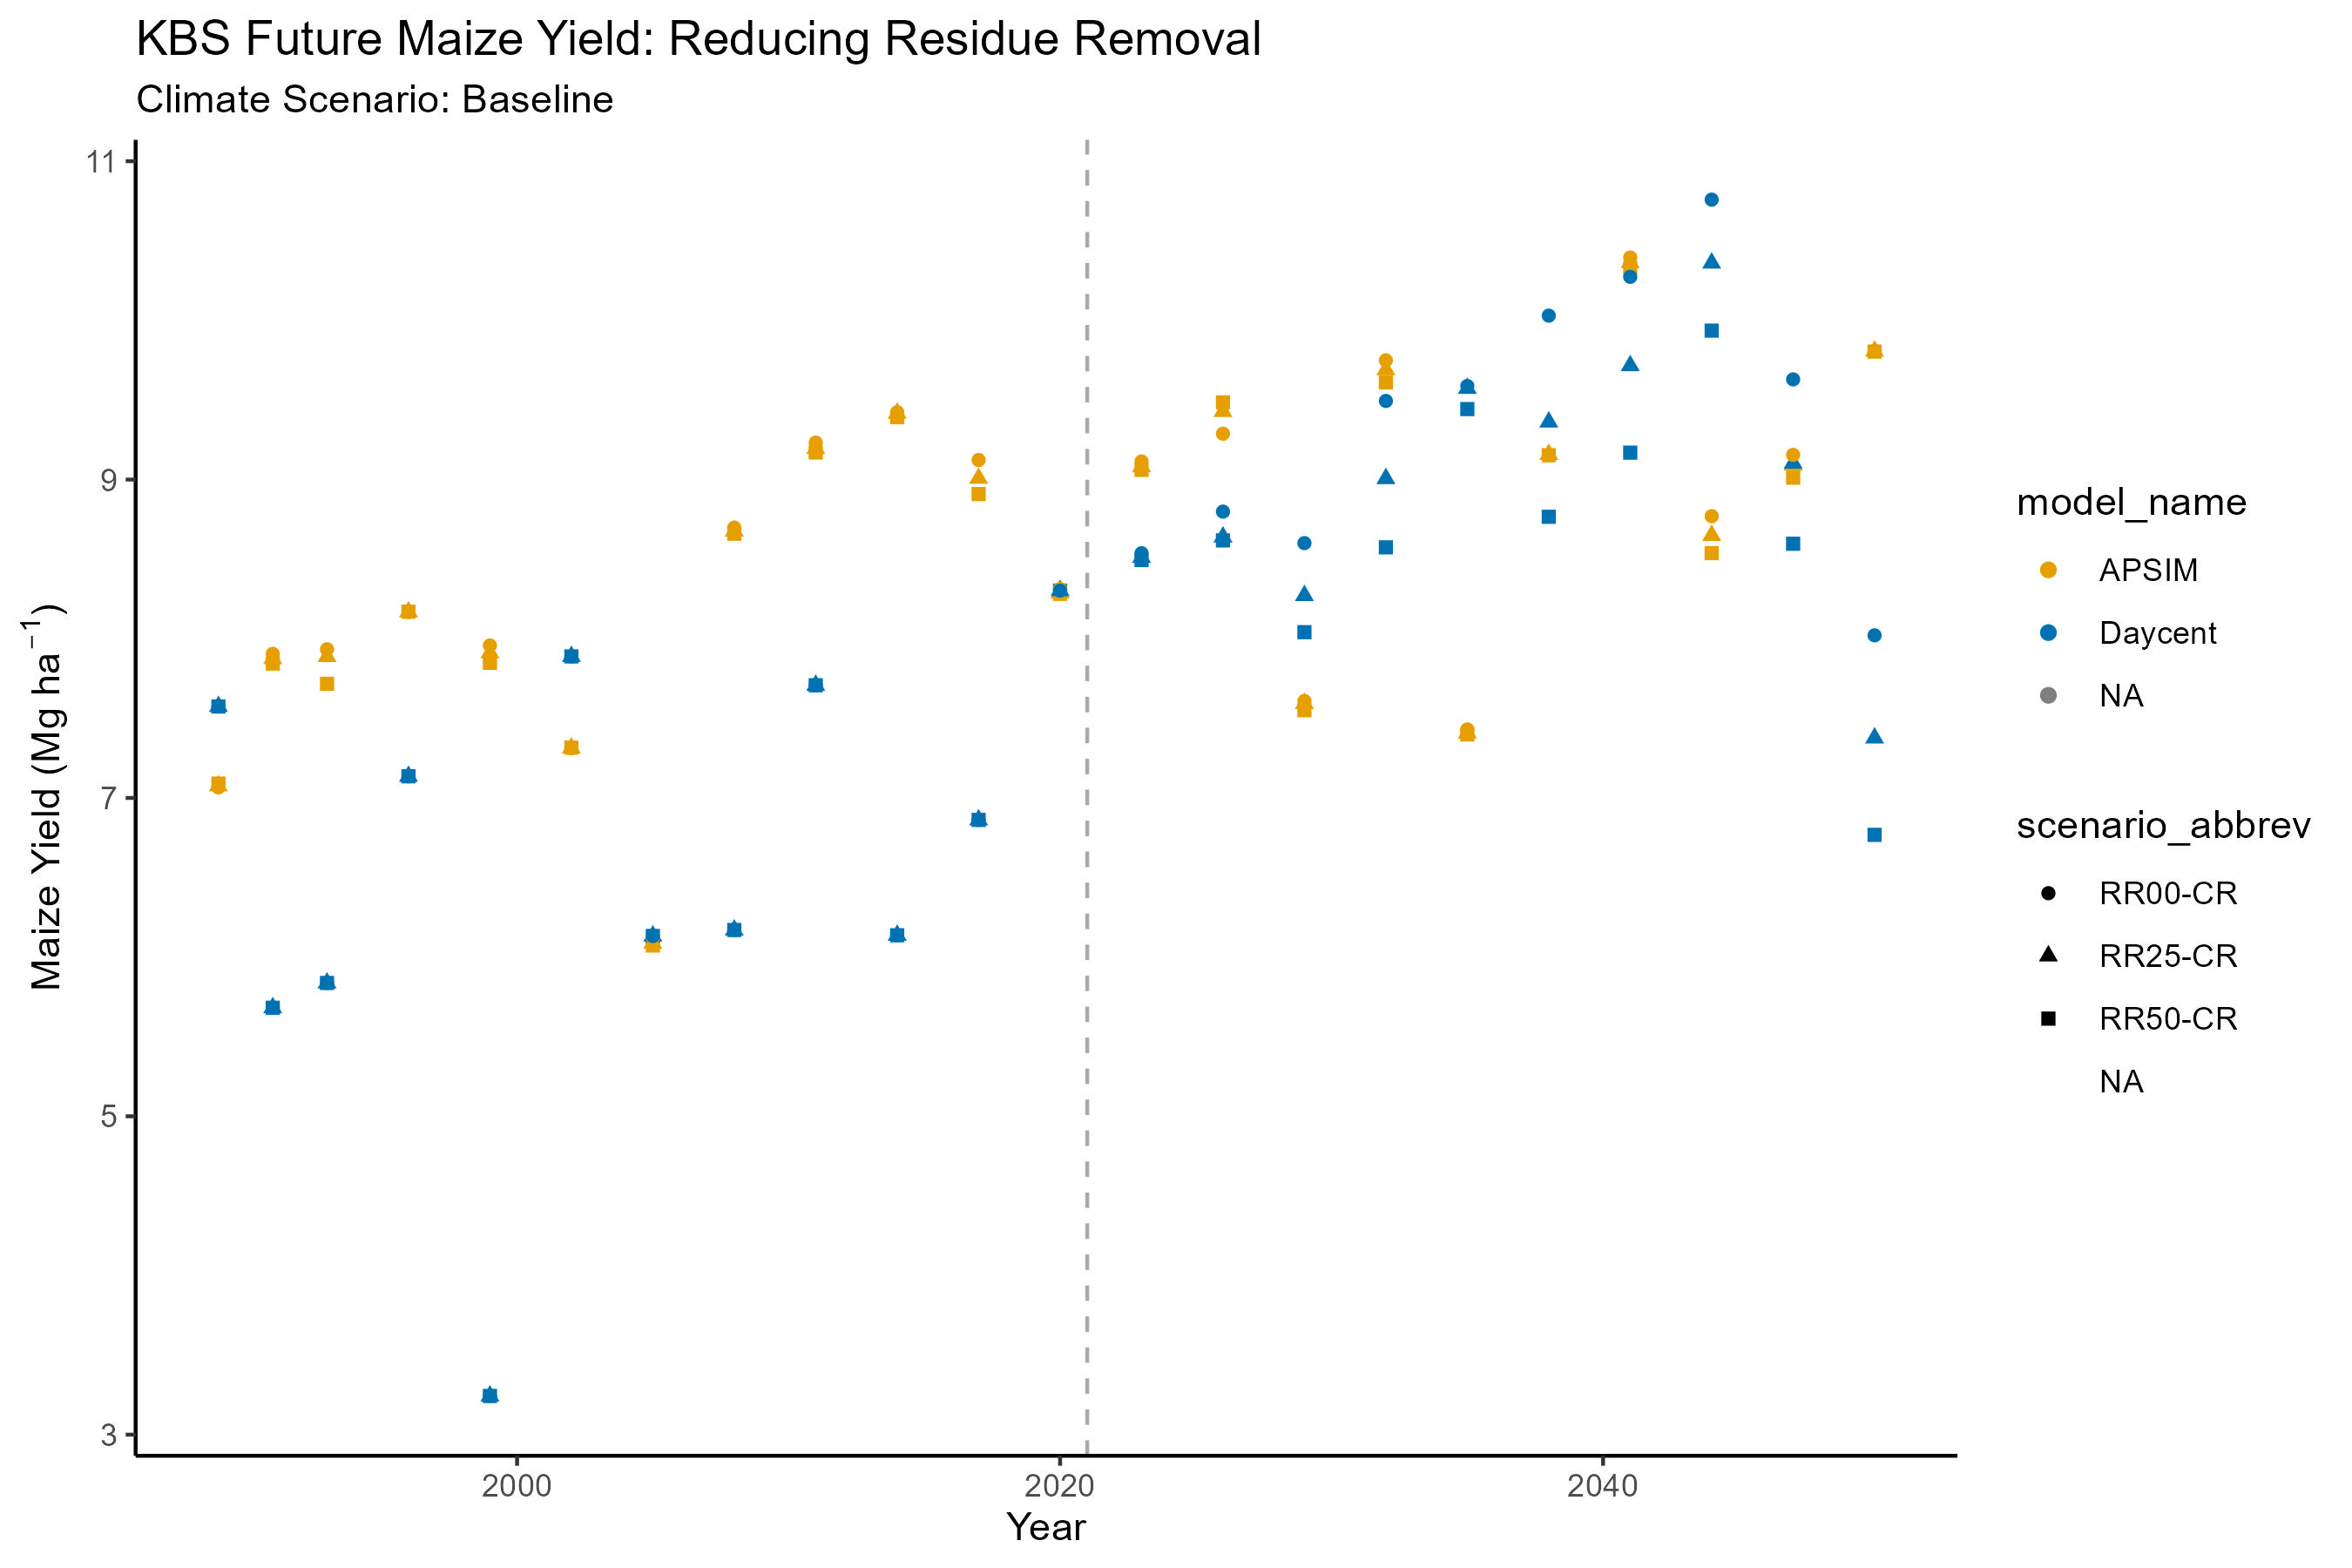 KBS Future Maize Yield: Reducing Residue Removal
Climate Scenario: Baseline
11
9
7
5
3
Maize Yield (Mg ha⁻¹)
2000
2020
2040
Year
model_name
APSIM
Daycent
NA
scenario_abbrev
RR00-CR
RR25-CR
RR50-CR
NA